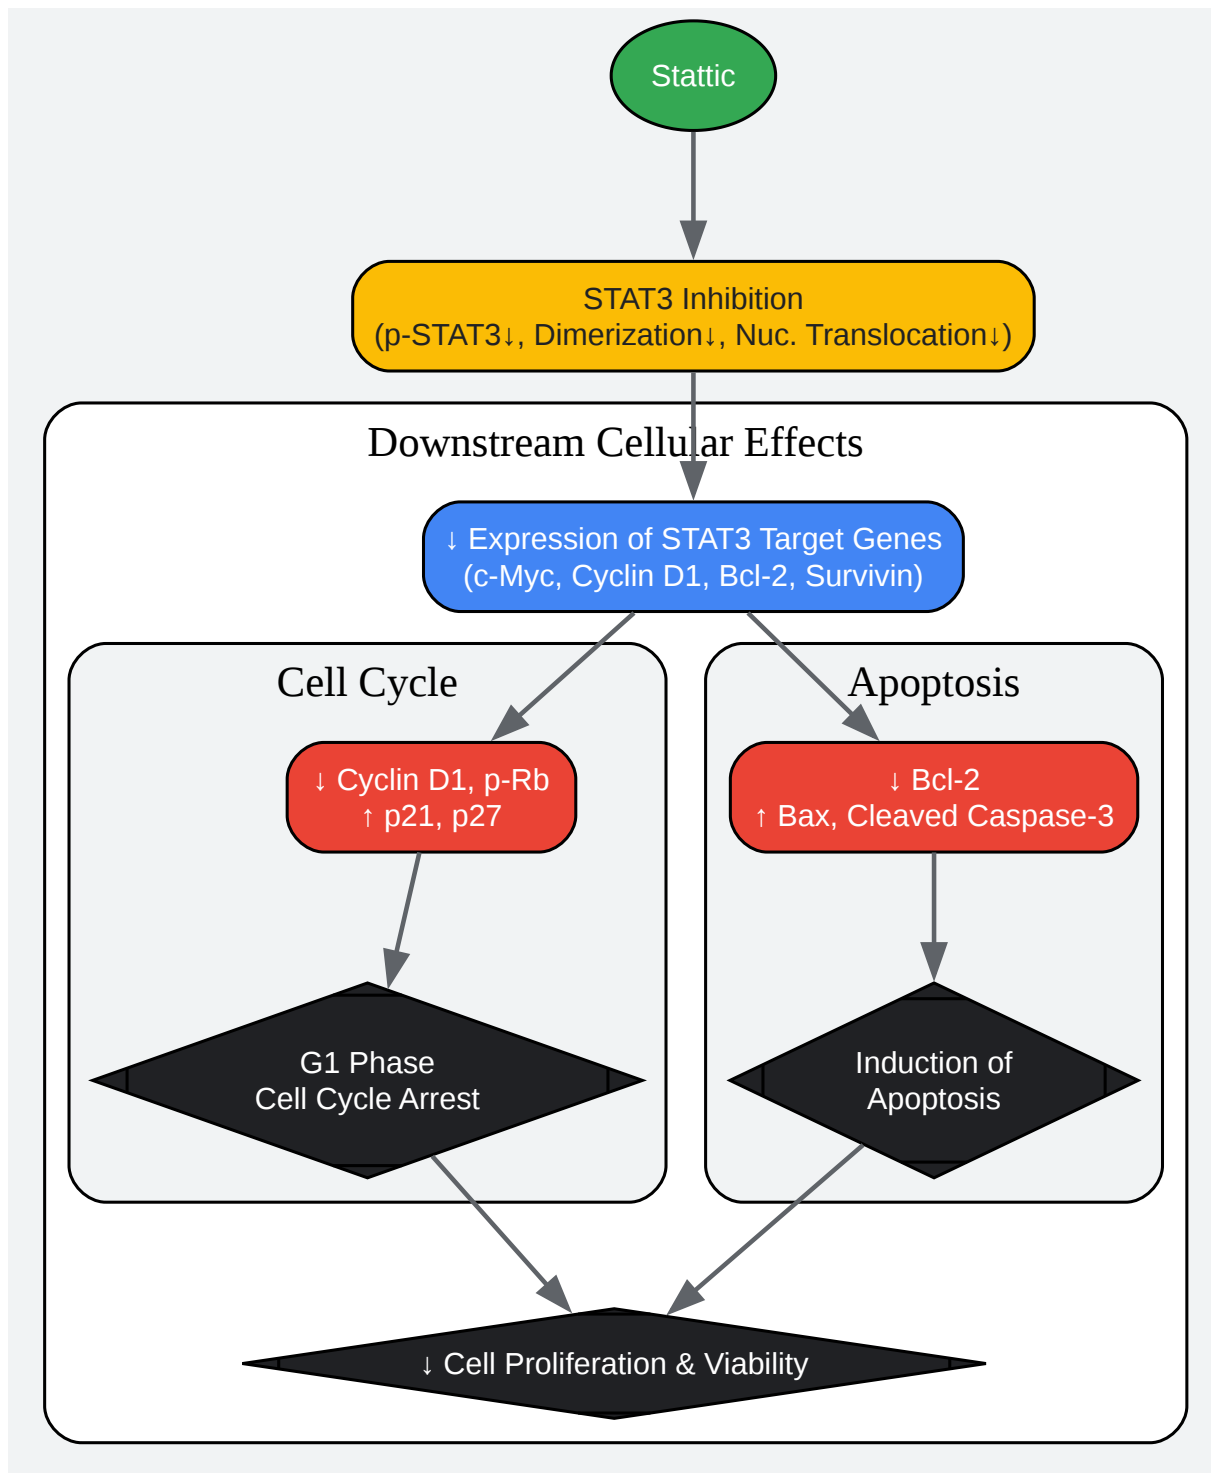 Stattic
STAT3 Inhibition
(p-STAT3↓, Dimerization↓, Nuc. Translocation↓)
Downstream Cellular Effects
↓ Expression of STAT3 Target Genes
(c-Myc, Cyclin D1, Bcl-2, Survivin)
Cell Cycle
↓ Cyclin D1, p-Rb
↑ p21, p27
G1 Phase
Cell Cycle Arrest
Apoptosis
↓ Bcl-2
↑ Bax, Cleaved Caspase-3
Induction of
Apoptosis
↓ Cell Proliferation & Viability